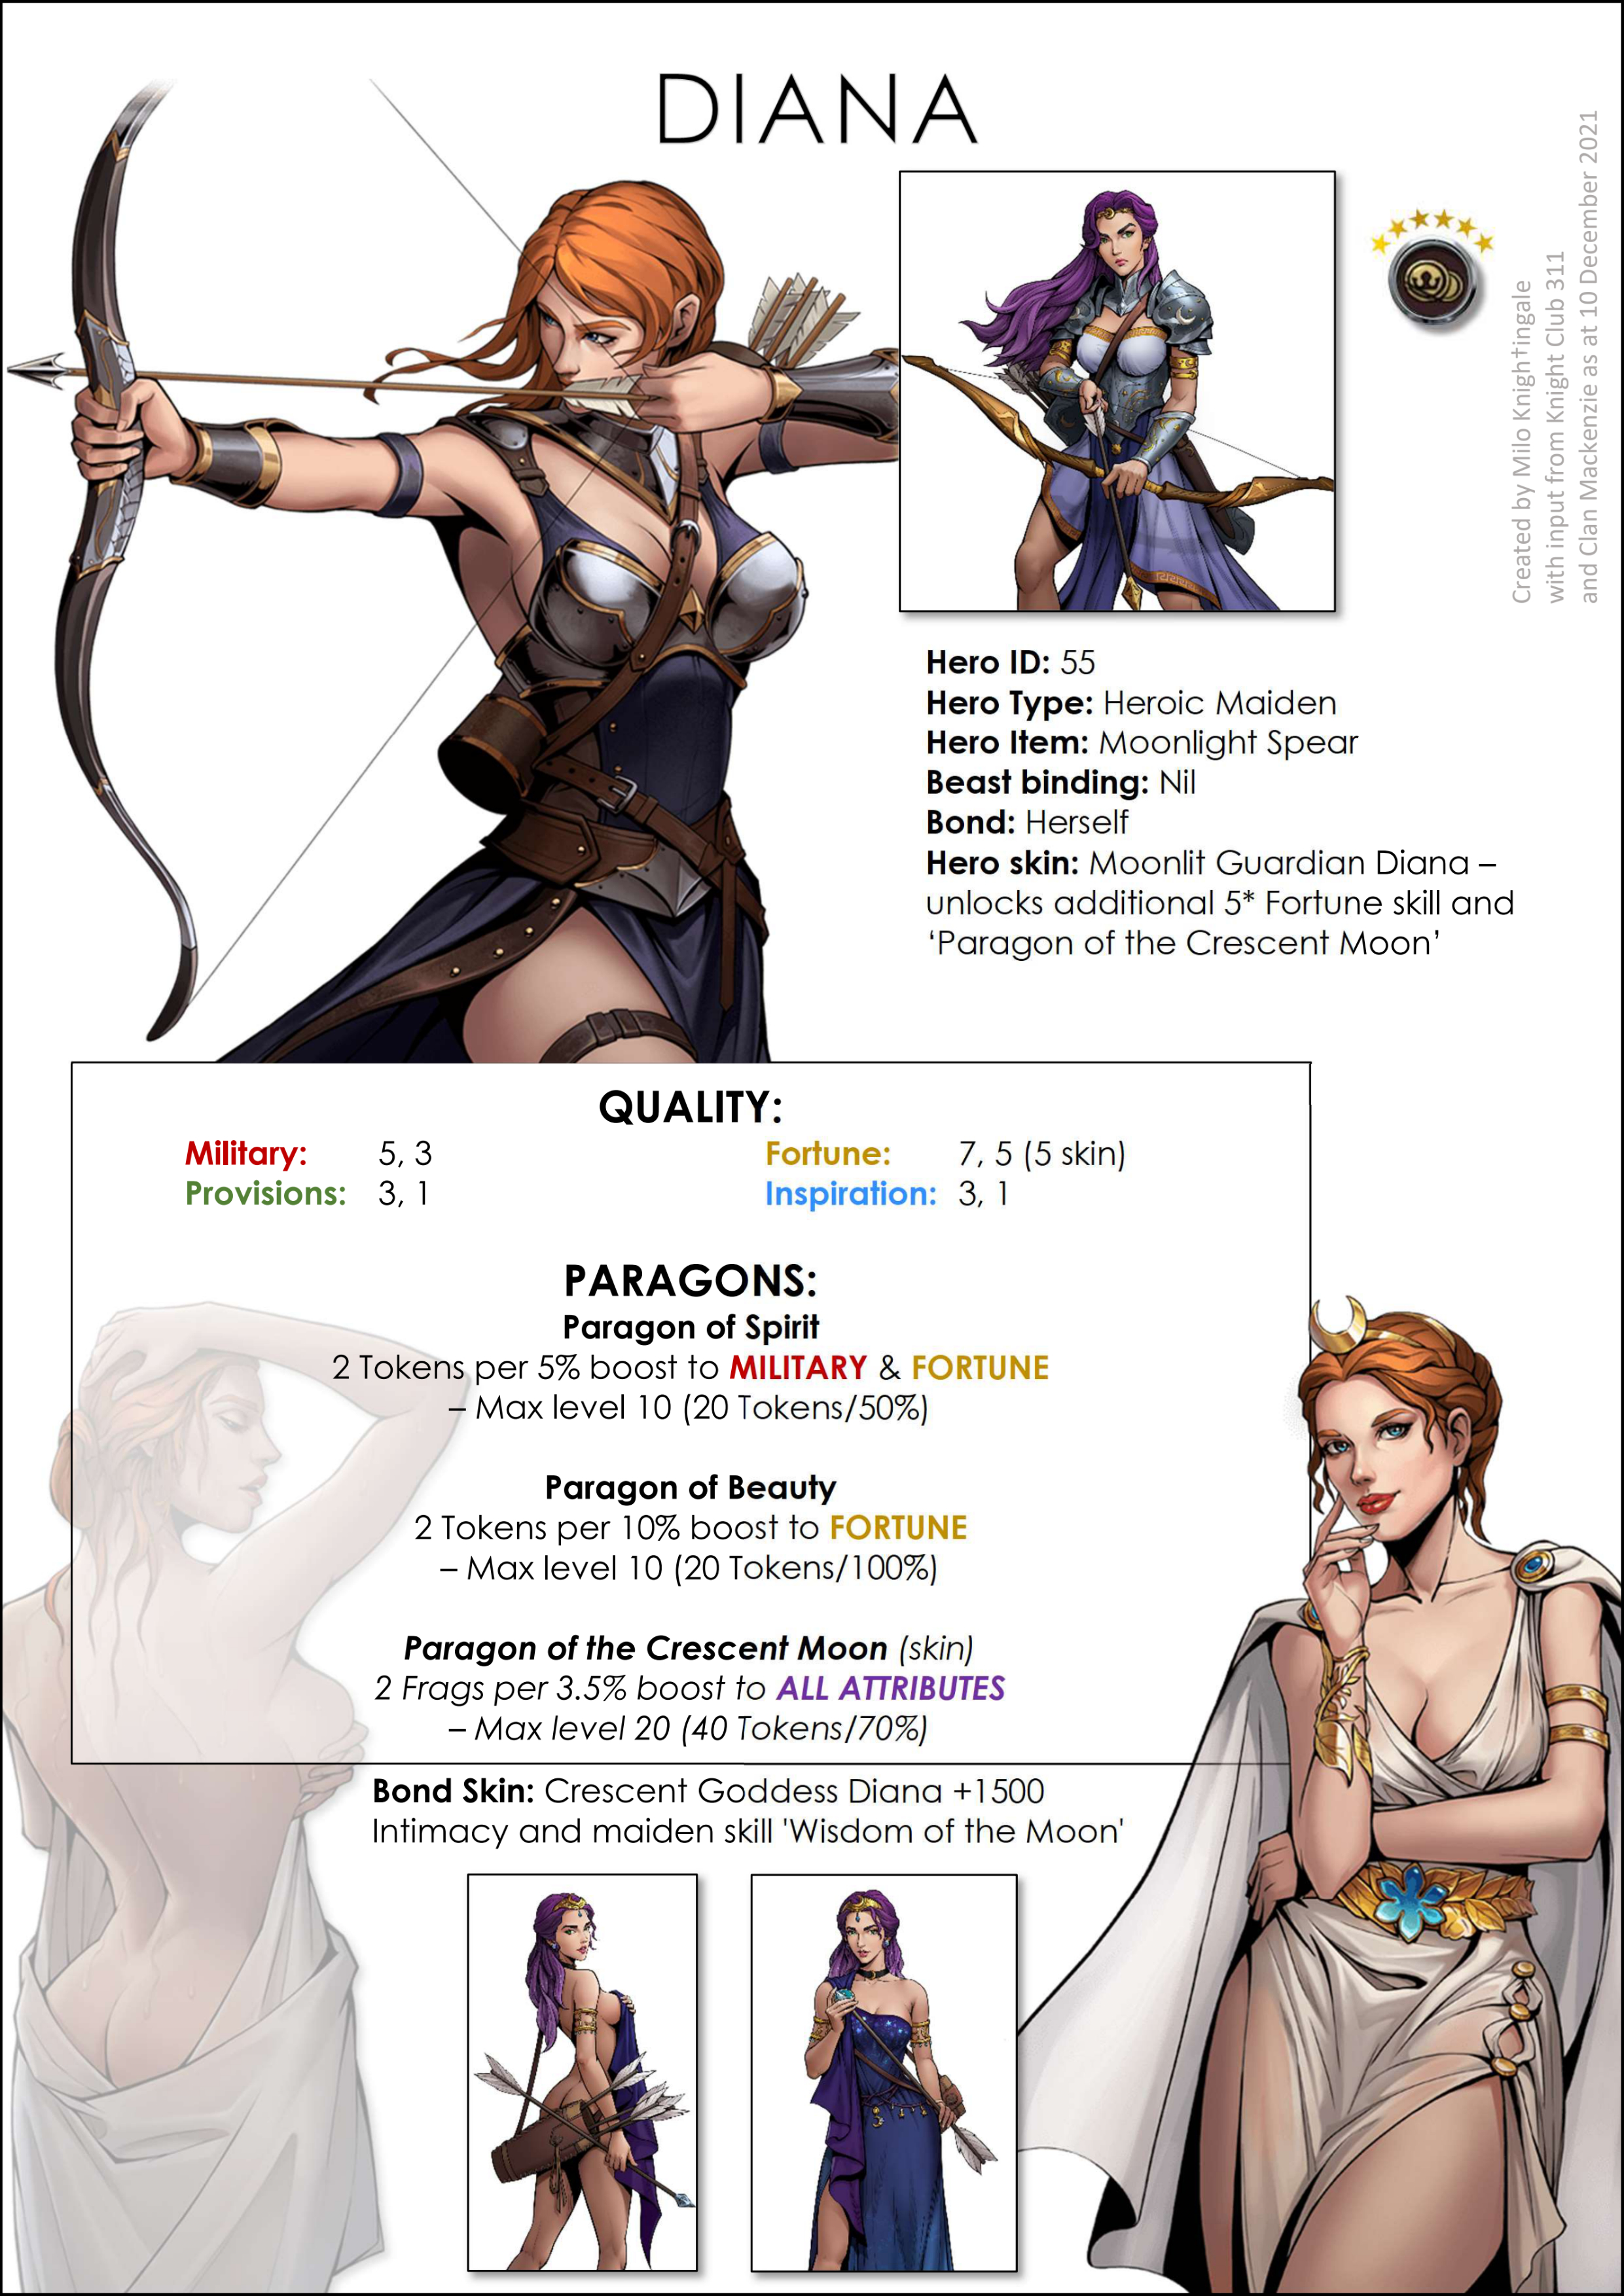 DIANA
Created by Milo Knigh†ingale
with input from Knight Club 311
and Clan Mackenzie as at 10 December 2021
Hero ID: 55
Hero Type: Heroic Maiden
Hero Item: Moonlight Spear
Beast binding: Nil
Bond: Herself
Hero skin: Moonlit Guardian Diana –
unlocks additional 5* Fortune skill and
‘Paragon of the Crescent Moon’
QUALITY:
Military: 5, 3 Fortune: 7, 5 (5 skin)
Provisions: 3, 1 Inspiration: 3, 1
PARAGONS:
Paragon of Spirit
2 Tokens per 5% boost to MILITARY & FORTUNE
– Max level 10 (20 Tokens/50%)
Paragon of Beauty
2 Tokens per 10% boost to FORTUNE
– Max level 10 (20 Tokens/100%)
Paragon of the Crescent Moon (skin)
2 Frags per 3.5% boost to ALL ATTRIBUTES
– Max level 20 (40 Tokens/70%)
Bond Skin: Crescent Goddess Diana +1500
Intimacy and maiden skill 'Wisdom of the Moon'